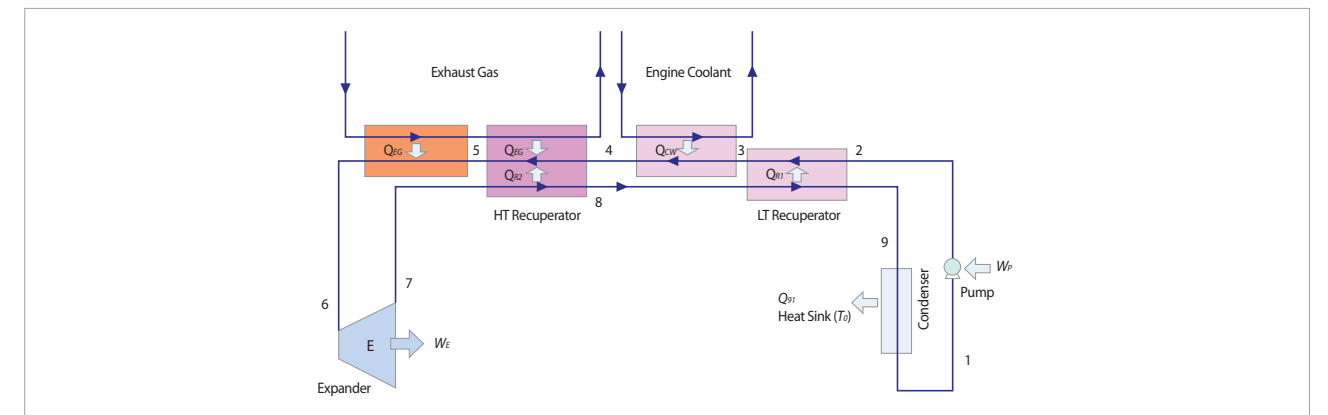 Exhaust Gas
Engine Coolant
QEG
5
QEG
4
QCW
3
2
QR2
QR1
8
HT Recuperator
LT Recuperator
9
7
6
WP
Pump
Condenser
Q91
Heat Sink (T0)
E
WE
1
Expander